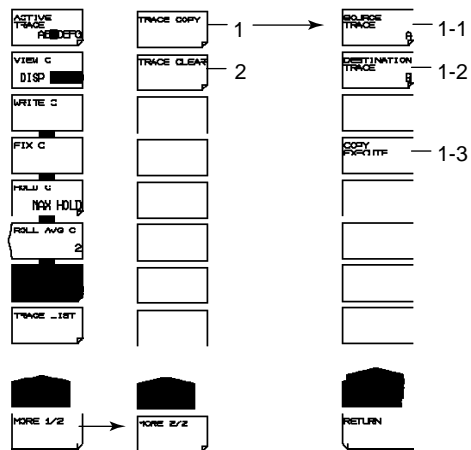 ACTIVE
TRACE
VIEW C
DISP
WRITE C
FIX C
HOLD C
MAX HOLD
ROLL AVG C
2
TRACE LIST
MORE 1/2
TRACE COPY
1
TRACE CLEAR
2
MORE 2/2
SOURCE
TRACE
A
1-1
DESTINATION
TRACE
B
1-2
COPY
EXECUTE
1-3
RETURN